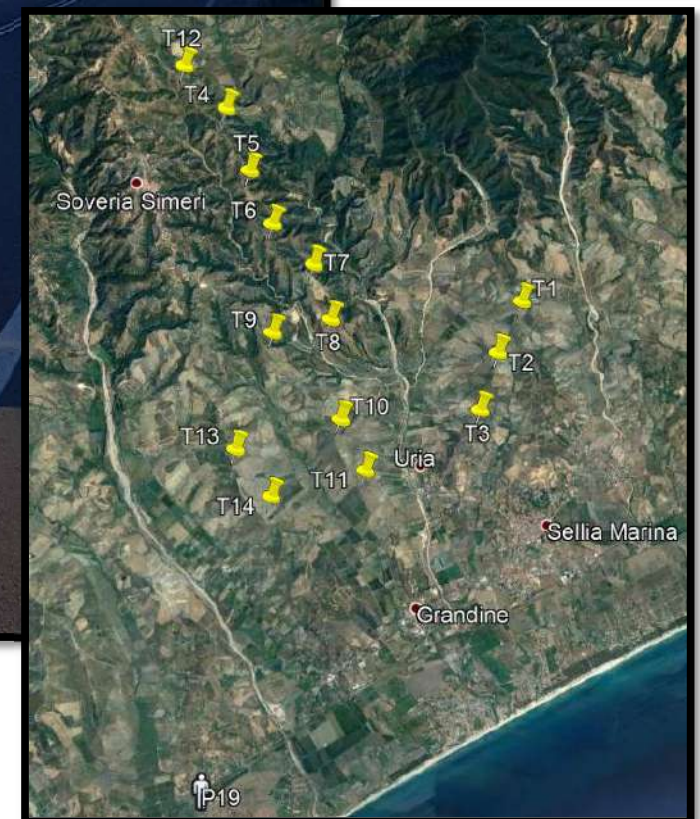 T12
T4
T5
Soveria Simeri
T6
T7
T1
T9
T8
T2
T10
T3
T13
Uria
T11
T14
Sellia Marina
Grandine
P19